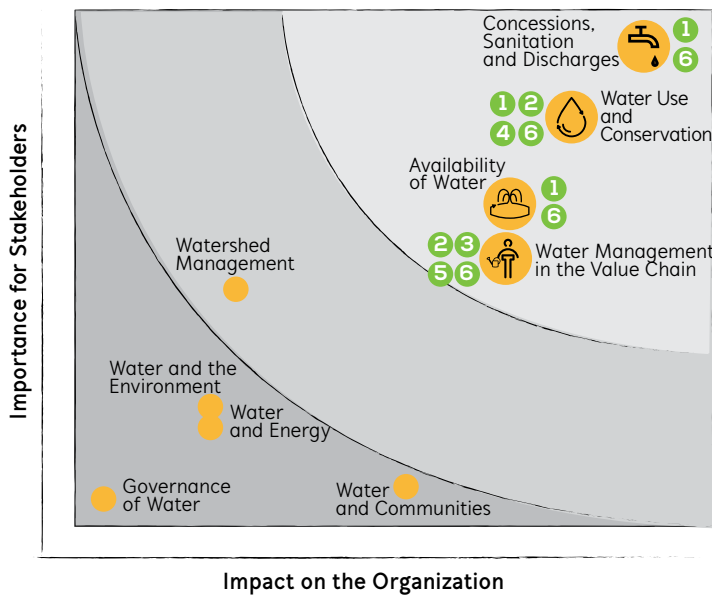 Concessions,
Sanitation
and Discharges
1
6
1 2
4 6
Water Use
and
Conservation
Availability
of Water
1
6
2 3
5 6
Water Management
in the Value Chain
Watershed
Management
Water and the
Environment
Water
and Energy
Governance
of Water
Water
and Communities
Importance for Stakeholders
Impact on the Organization